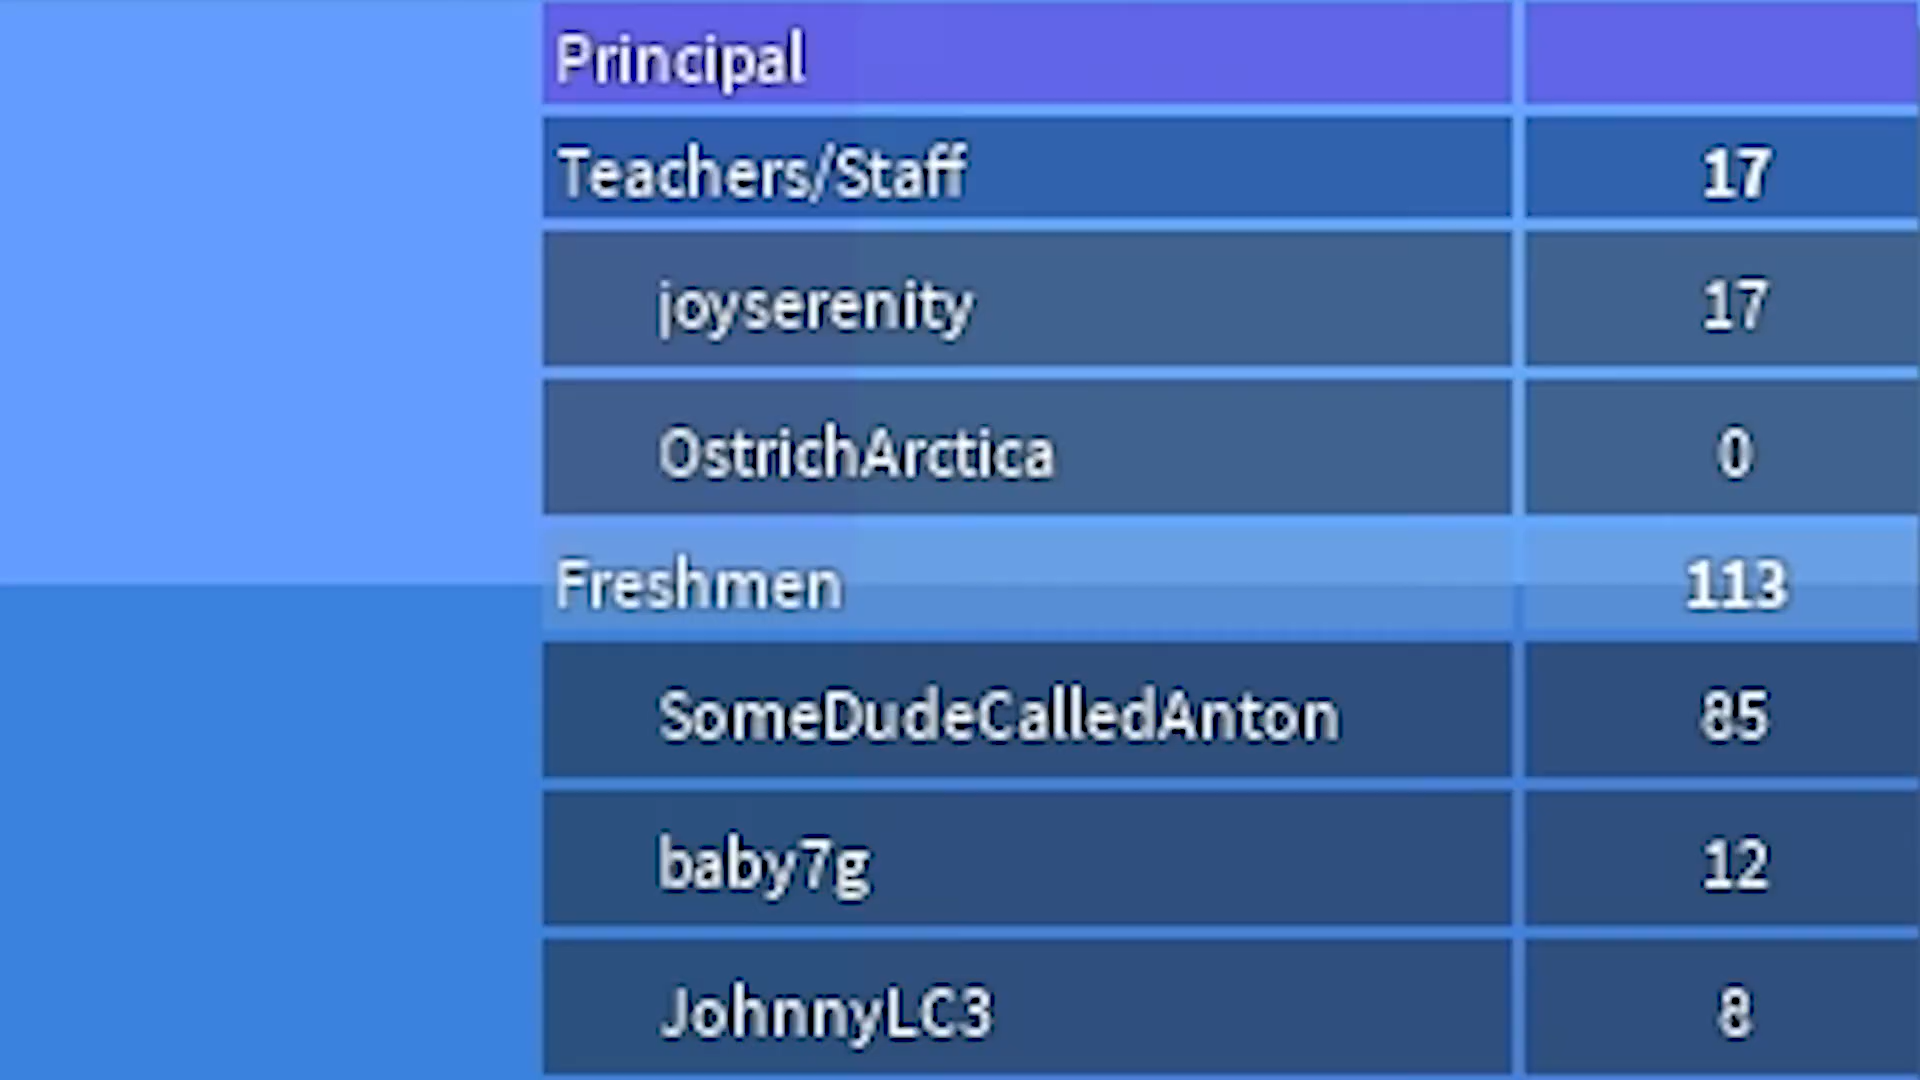 Principal
Teachers/Staff 17
joyserenity 17
OstrichArctica 0
Freshmen 113
SomeDudeCalledAnton 85
baby7g 12
JohnnyLC3 8